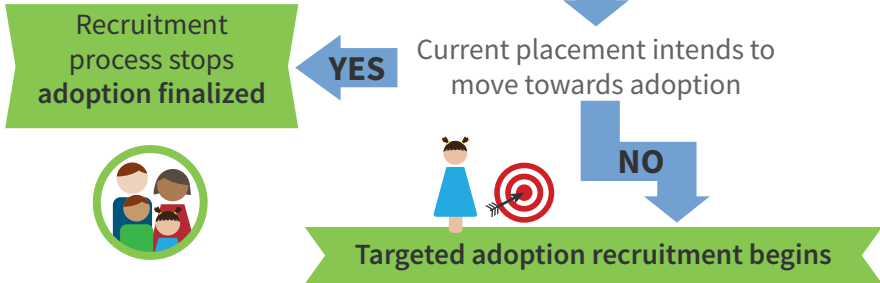 Recruitment
process stops
adoption finalized
YES
Current placement intends to
move towards adoption
NO
Targeted adoption recruitment begins